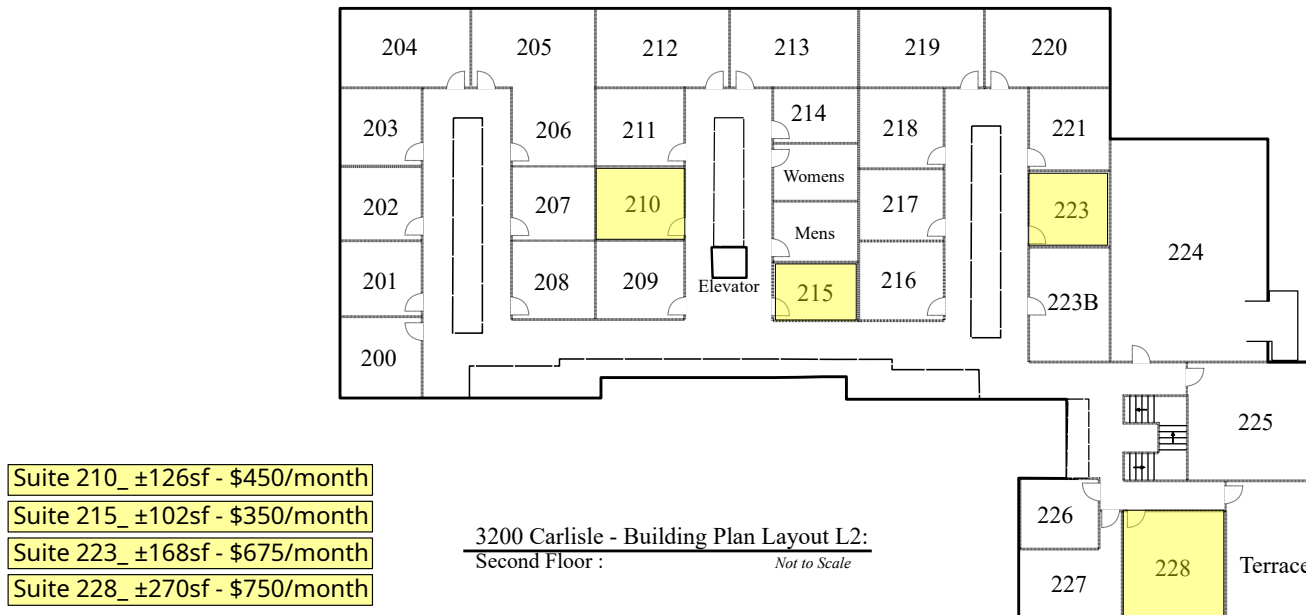 204 205 212 213 219 220
203 206 211 214 218 221
Womens
202 207 210 217 223
Mens
201 208 209 Elevator 215 216 223B 224
200
225
Suite 210_ ±126sf - $450/month
Suite 215_ ±102sf - $350/month
Suite 223_ ±168sf - $675/month
Suite 228_ ±270sf - $750/month
3200 Carlisle - Building Plan Layout L2:
Second Floor : Not to Scale
226
227 228 Terrace